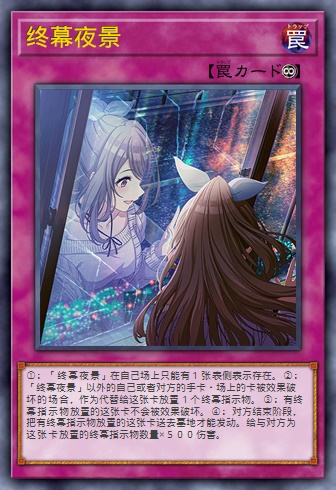 终幕夜景
トラップ
罠
【罠カード】
①：「终幕夜景」在自己场上只能有１张表侧表示存在。②：
「终幕夜景」以外的自己或者对方的手卡·场上的卡被效果破
坏的场合，作为代替给这张卡放置１个终幕指示物。③：有终
幕指示物放置的这张卡不会被效果破坏。④：对方结束阶段，
把有终幕指示物放置的这张卡送去墓地才能发动。给与对方为
这张卡放置的终幕指示物数量×５００伤害。